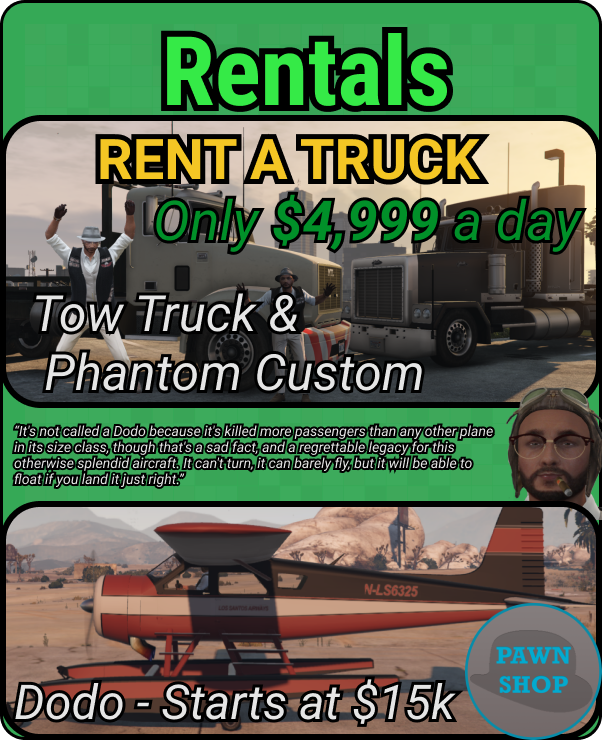 Rentals
RENT A TRUCK
Only $4,999 a day
Tow Truck &
Phantom Custom
"It's not called a Dodo because it's killed more passengers than any other plane
in its size class, though that's a sad fact, and a regrettable legacy for this
otherwise splendid aircraft. It can't turn, it can barely fly, but it will be able to
float if you land it just right."
N-LS6325
LOS SANTOS AIRWAYS
PAWN
SHOP
Dodo - Starts at $15k